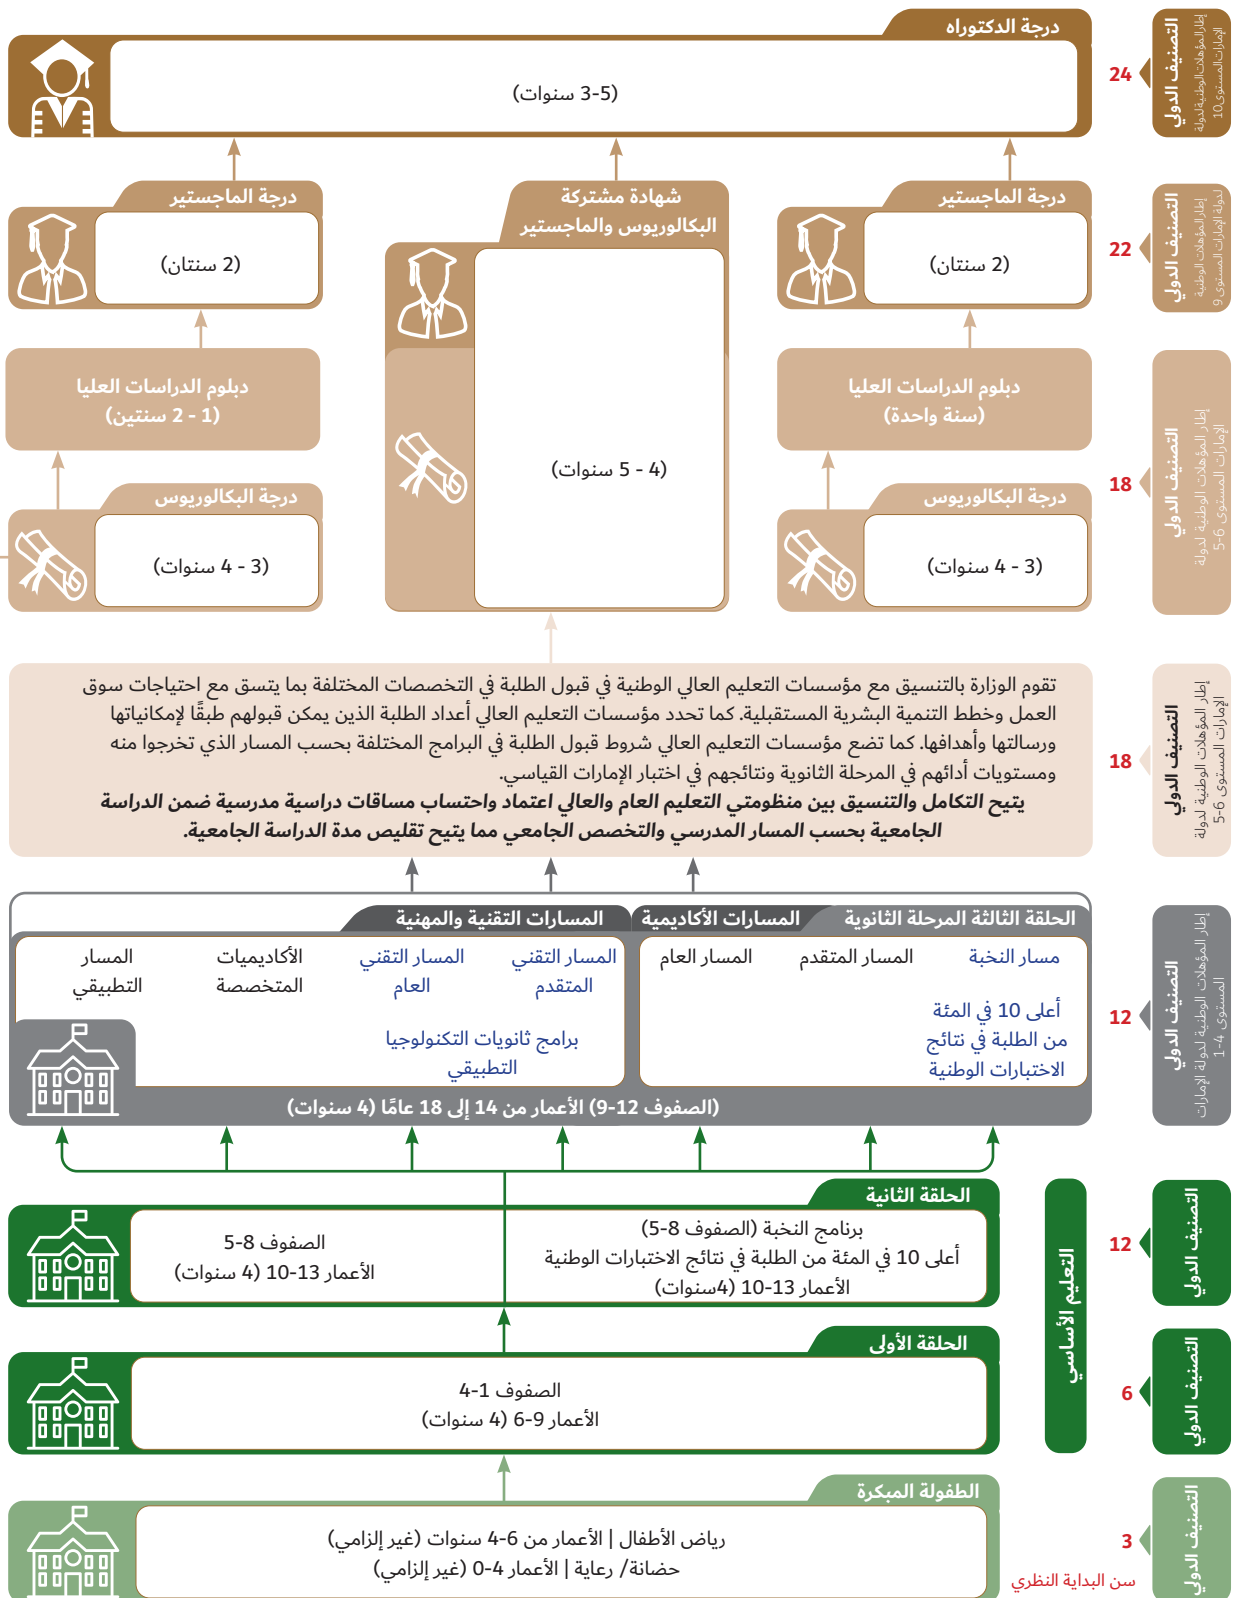 درجة الدكتوراه
(3-5 سنوات)
24
التصنيف الدولي
إطار المؤهلات الوطنية لدولة
الإمارات المستوى 10
درجة الماجستير
(2 سنتان)
شهادة مشتركة
البكالوريوس والماجستير
(4 - 5 سنوات)
درجة الماجستير
(2 سنتان)
22
التصنيف الدولي
إطار المؤهلات الوطنية
لدولة الإمارات المستوى 9
دبلوم الدراسات العليا
(سنة واحدة)
دبلوم الدراسات العليا
(1 - 2 سنتين)
درجة البكالوريوس
(3 - 4 سنوات)
درجة البكالوريوس
(3 - 4 سنوات)
18
التصنيف الدولي
إطار المؤهلات الوطنية لدولة
الإمارات المستوى 6-5
تقوم الوزارة بالتنسيق مع مؤسسات التعليم العالي الوطنية في قبول الطلبة في التخصصات المختلفة بما يتسق مع احتياجات سوق
العمل وخطط التنمية البشرية المستقبلية. كما تحدد مؤسسات التعليم العالي أعداد الطلبة الذين يمكن قبولهم طبقًا لإمكانياتها
ورسالتها وأهدافها. كما تضع مؤسسات التعليم العالي شروط قبول الطلبة في البرامج المختلفة بحسب المسار الذي تخرجوا منه
ومستويات أدائهم في المرحلة الثانوية ونتائجهم في اختبار الإمارات القياسي.
يتيح التكامل والتنسيق بين منظومتي التعليم العام والعالي اعتماد واحتساب مساقات دراسية مدرسية ضمن الدراسة
الجامعية بحسب المسار المدرسي والتخصص الجامعي مما يتيح تقليص مدة الدراسة الجامعية.
18
التصنيف الدولي
إطار المؤهلات الوطنية لدولة
الإمارات المستوى 6-5
الحلقة الثالثة المرحلة الثانوية
المسارات الأكاديمية
المسارات التقنية والمهنية
مسار النخبة
أعلى 10 في المئة
من الطلبة في نتائج
الاختبارات الوطنية
المسار المتقدم
المسار العام
المسار التقني
المتقدم
المسار التقني
العام
برامج ثانويات التكنولوجيا
التطبيقي
الأكاديميات
المتخصصة
المسار
التطبيقي
(الصفوف 12-9) الأعمار من 14 إلى 18 عامًا (4 سنوات)
12
التصنيف الدولي
إطار المؤهلات الوطنية لدولة الإمارات
المستوى 4-1
الحلقة الثانية
برنامج النخبة (الصفوف 8-5)
أعلى 10 في المئة من الطلبة في نتائج الاختبارات الوطنية
الأعمار 13-10 (4سنوات)
الصفوف 8-5
الأعمار 13-10 (4 سنوات)
التعليم الأساسي
12
التصنيف الدولي
الحلقة الأولى
الصفوف 1-4
الأعمار 9-6 (4 سنوات)
6
التصنيف الدولي
الطفولة المبكرة
رياض الأطفال | الأعمار من 6-4 سنوات (غير إلزامي)
حضانة/ رعاية | الأعمار 4-0 (غير إلزامي)
3
سن البداية النظري
التصنيف الدولي